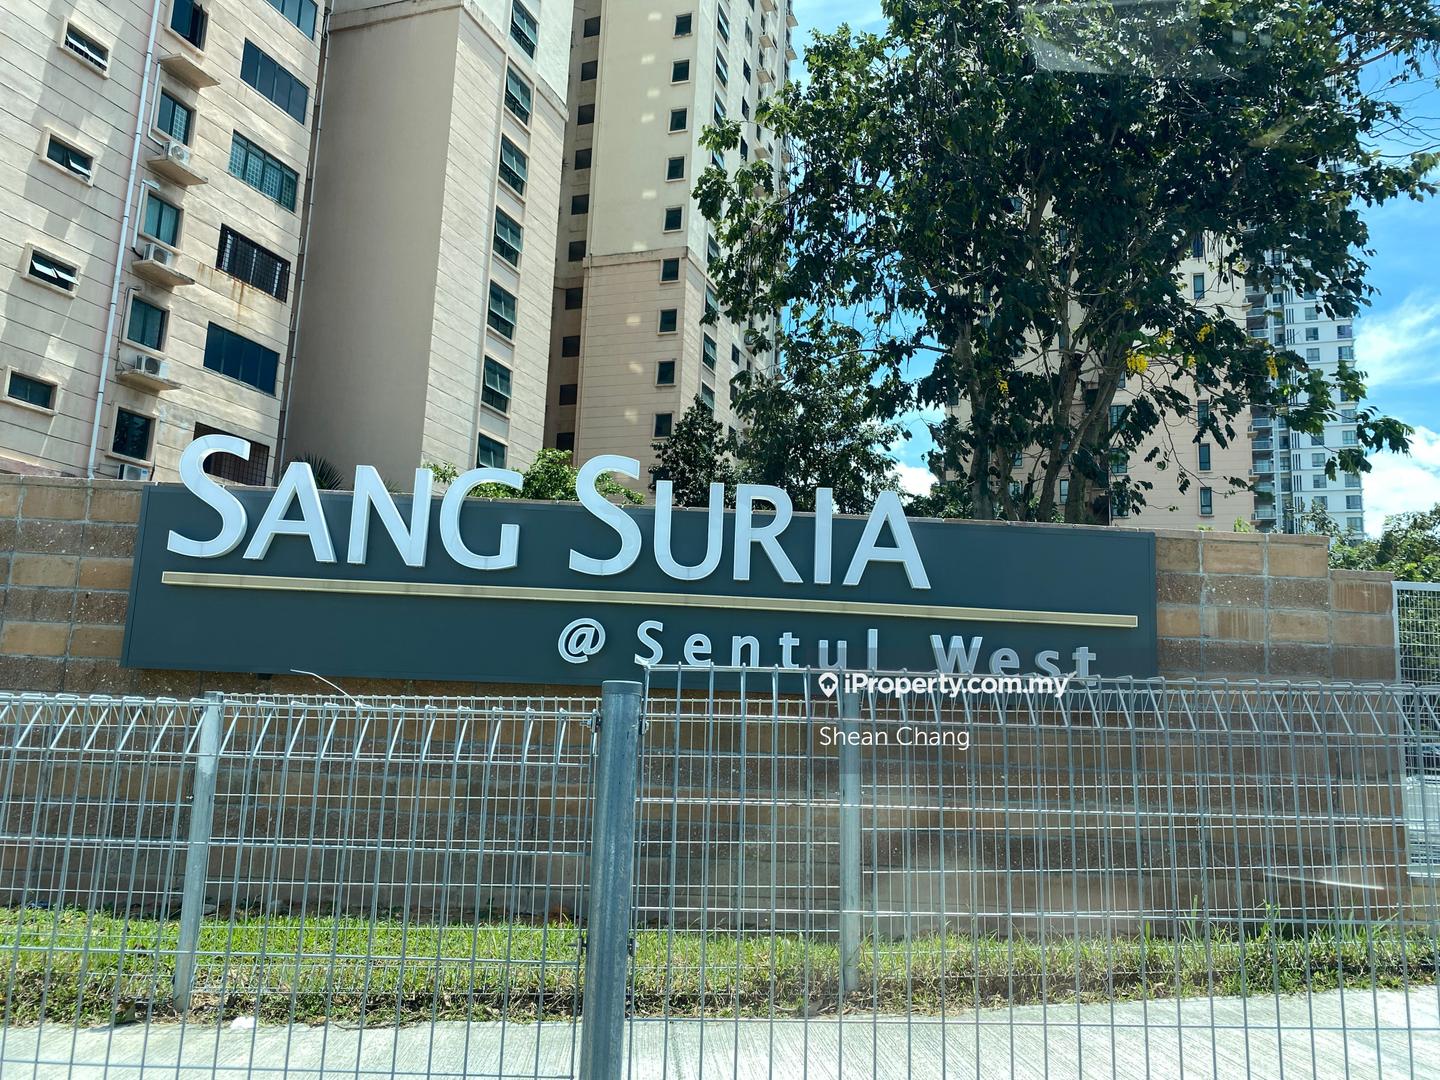 SANG SURIA
@ Sentul West
iProperty.com.my
Shean Chang